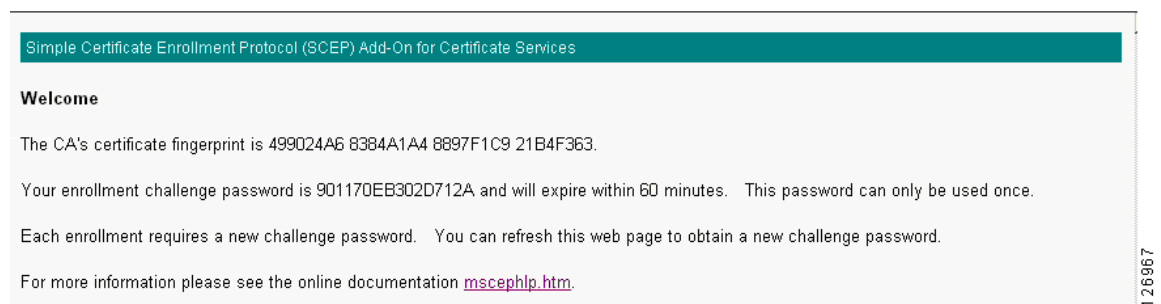 Simple Certificate Enrollment Protocol (SCEP) Add-On for Certificate Services
Welcome
The CA's certificate fingerprint is 499024A6 8384A1A4 8897F1C9 21B4F363.
Your enrollment challenge password is 901170EB302D712A and will expire within 60 minutes. This password can only be used once.
Each enrollment requires a new challenge password. You can refresh this web page to obtain a new challenge password.
For more information please see the online documentation mscephlp.htm.
126967